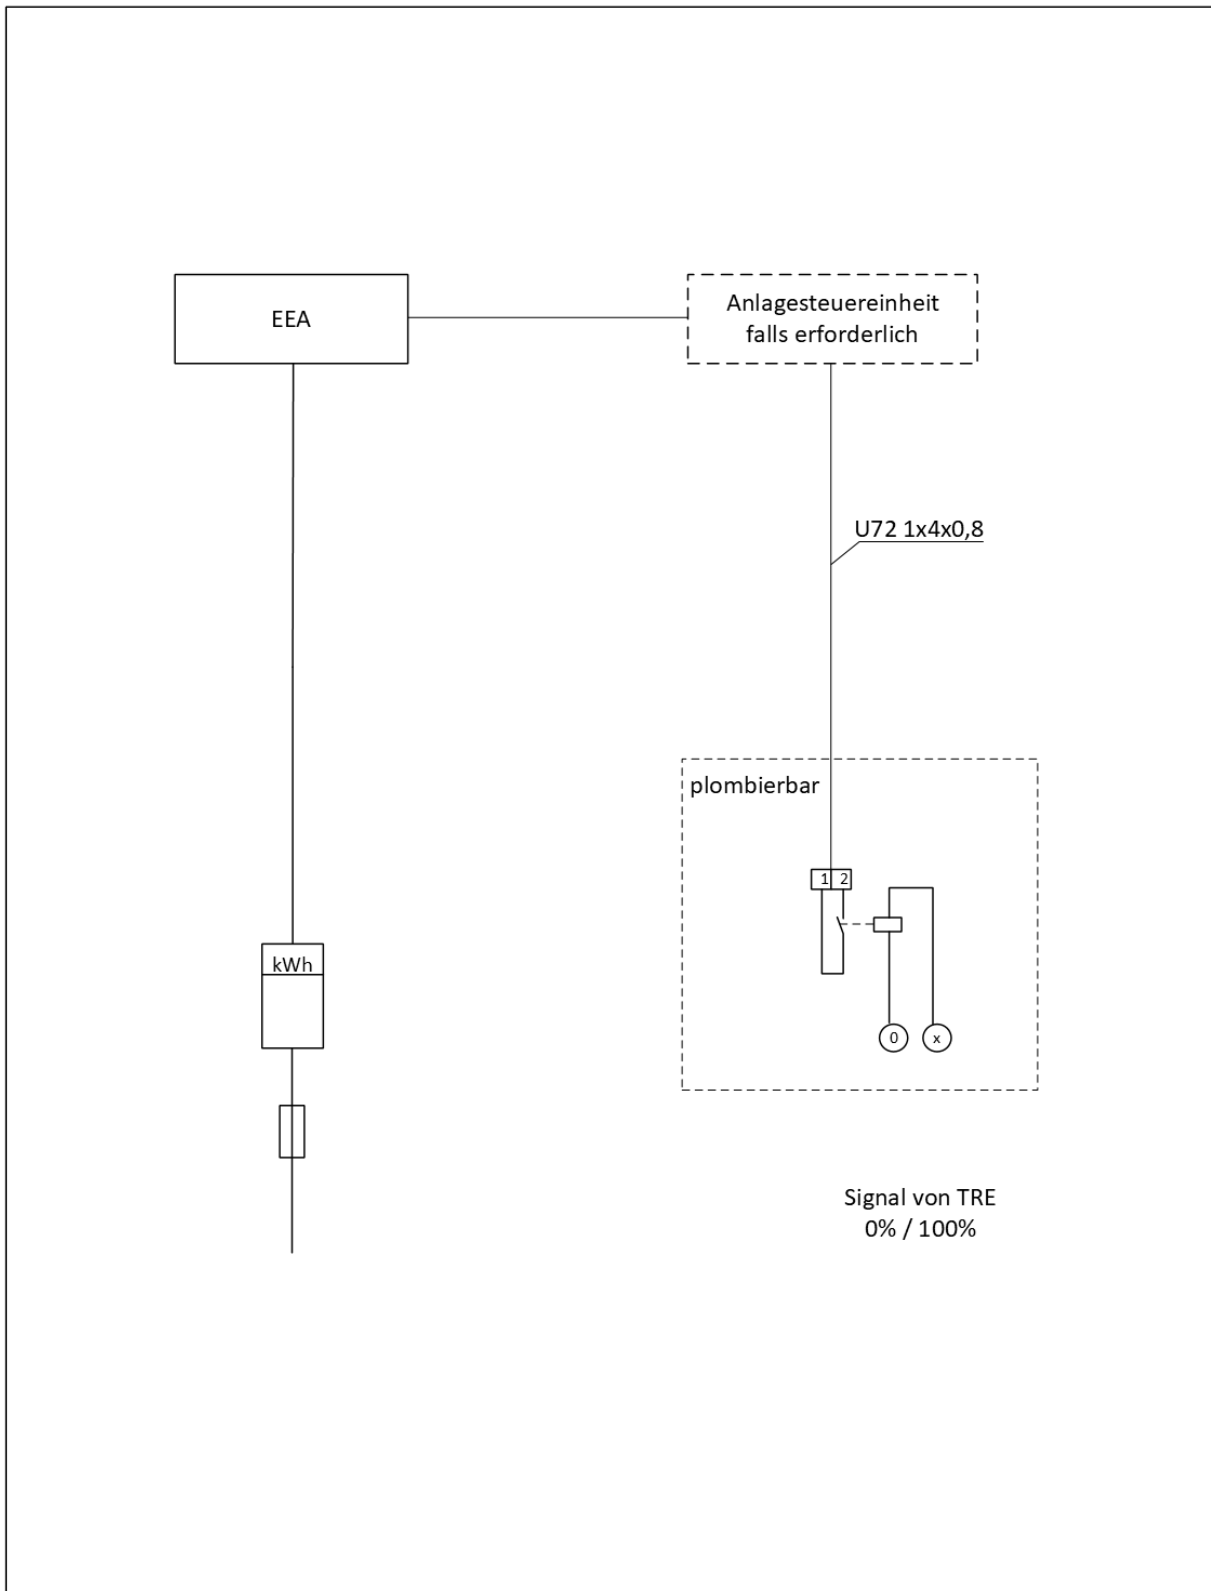 EEA
Anlagesteuereinheit
falls erforderlich
U72 1x4x0,8
plombierbar
1 2
kWh
0 x
Signal von TRE
0% / 100%